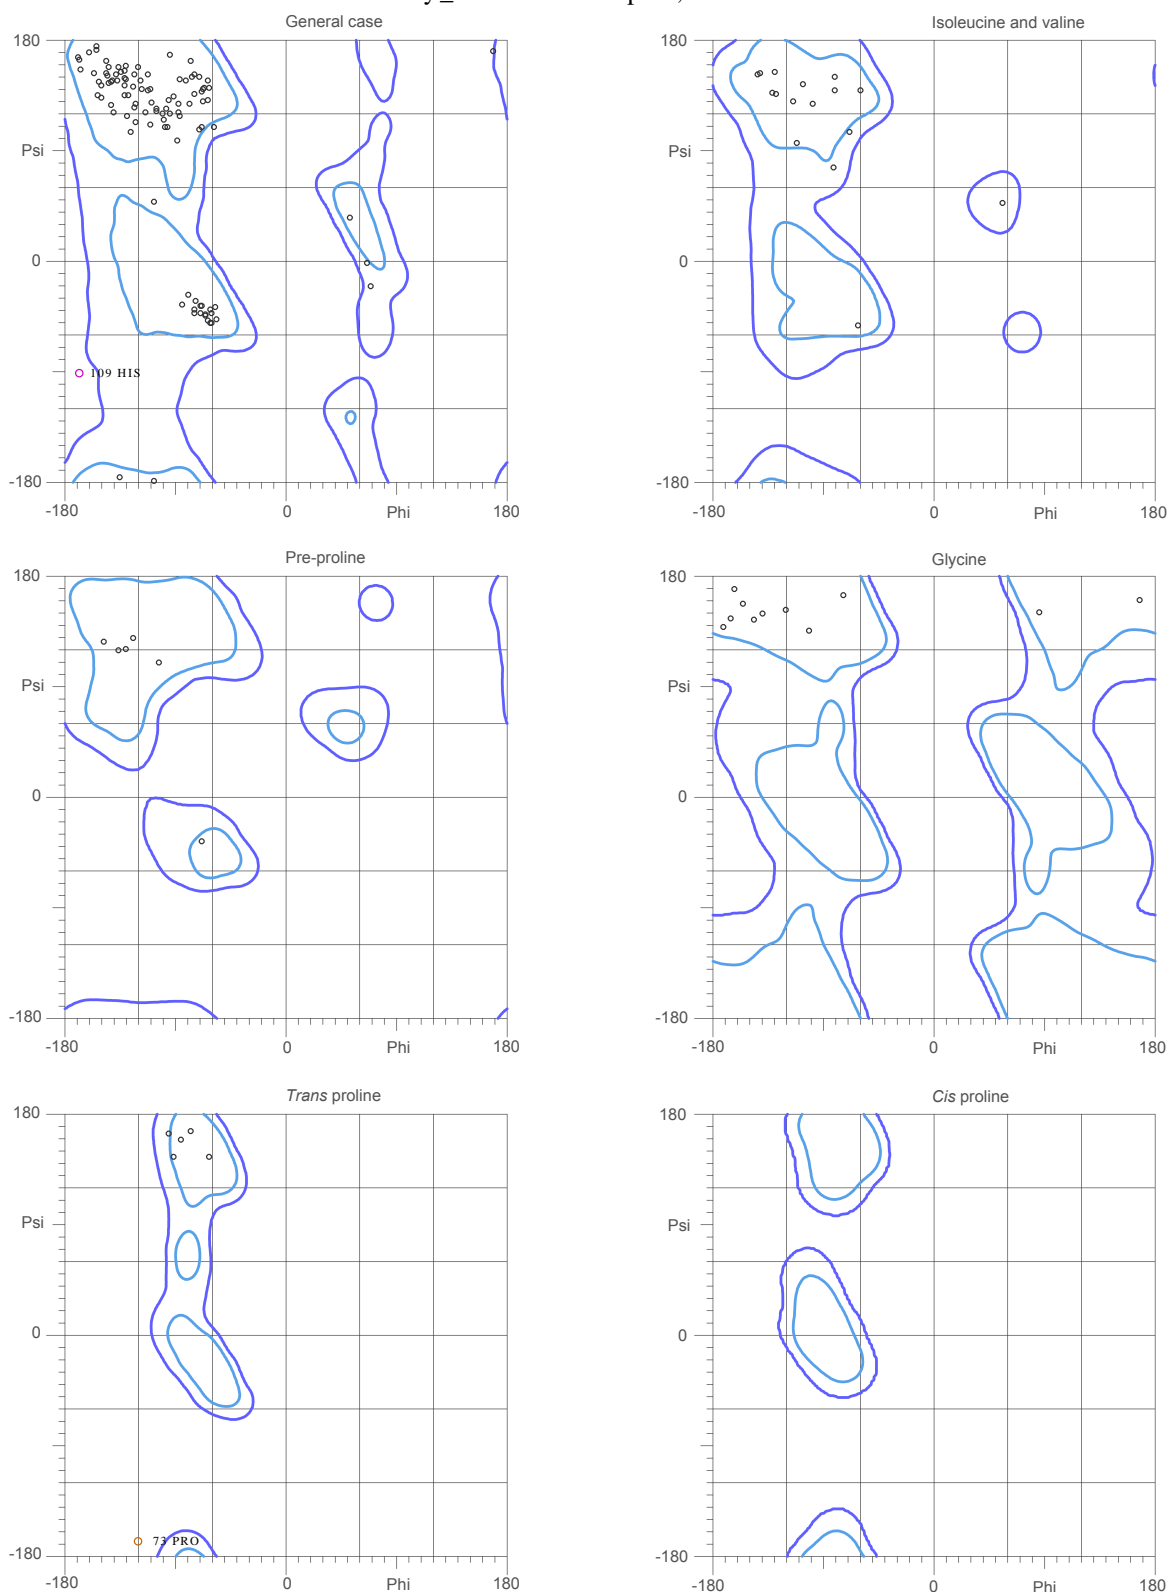 General case
Isoleucine and valine
180
180
Psi
Psi
0
0
109 HIS
-180
-180
-180
0
Phi
180
-180
0
Phi
180
Pre-proline
Glycine
180
180
Psi
Psi
0
0
-180
-180
-180
0
Phi
180
-180
0
Phi
180
Trans proline
Cis proline
180
180
Psi
Psi
0
0
73 PRO
-180
-180
-180
0
Phi
180
-180
0
Phi
180